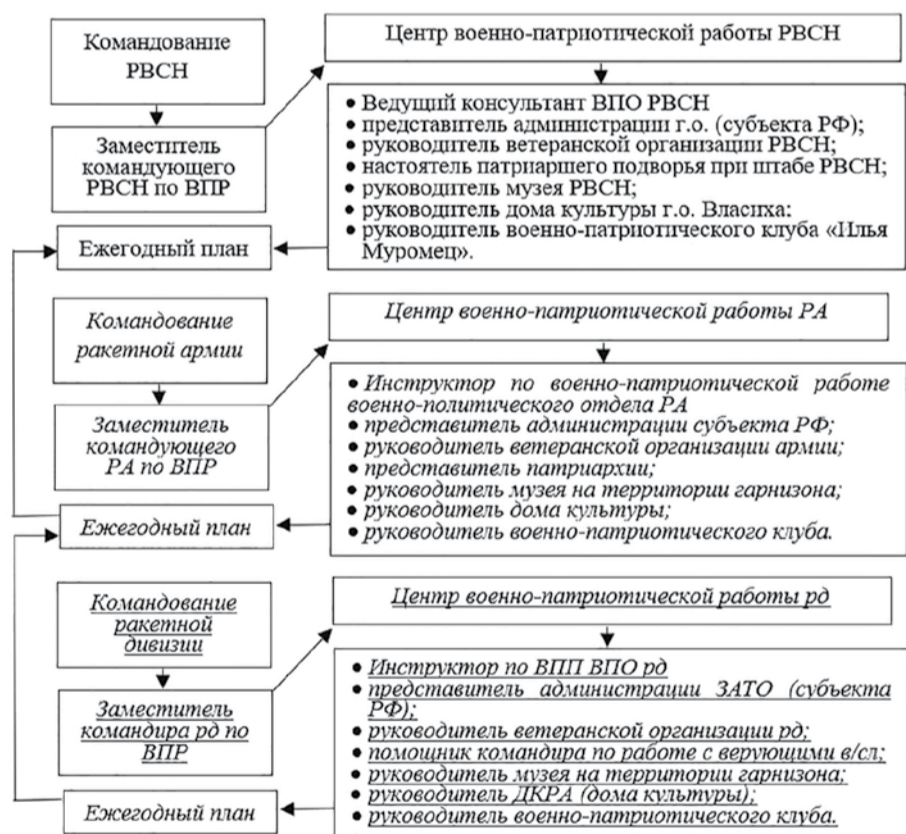 Командование
РВСН
Центр военно-патриотической работы РВСН
Заместитель
командующего
РВСН по ВПР
• Ведущий консультант ВПО РВСН
• представитель администрации г.о. (субъекта РФ);
• руководитель ветеранской организации РВСН;
• настоятель патриаршего подворья при штабе РВСН;
• руководитель музея РВСН;
• руководитель дома культуры г.о. Власиха:
• руководитель военно-патриотического клуба «Илья
Муромец».
Ежегодный план
Командование
ракетной армии
Центр военно-патриотической работы РА
Заместитель
командующего
РА по ВПР
• Инструктор по военно-патриотической работе
военно-политического отдела РА
• представитель администрации субъекта РФ;
• руководитель ветеранской организации армии;
• представитель патриархии;
• руководитель музея на территории гарнизона;
• руководитель дома культуры;
• руководитель военно-патриотического клуба.
Ежегодный план
Командование
ракетной
дивизии
Центр военно-патриотической работы рд
Заместитель
командира рд по
ВПР
• Инструктор по ВПП ВПО рд
• представитель администрации ЗАТО (субъекта
РФ);
• руководитель ветеранской организации рд;
• помощник командира по работе с верующими в/сл;
• руководитель музея на территории гарнизона;
• руководитель ДКРА (дома культуры);
• руководитель военно-патриотического клуба.
Ежегодный план